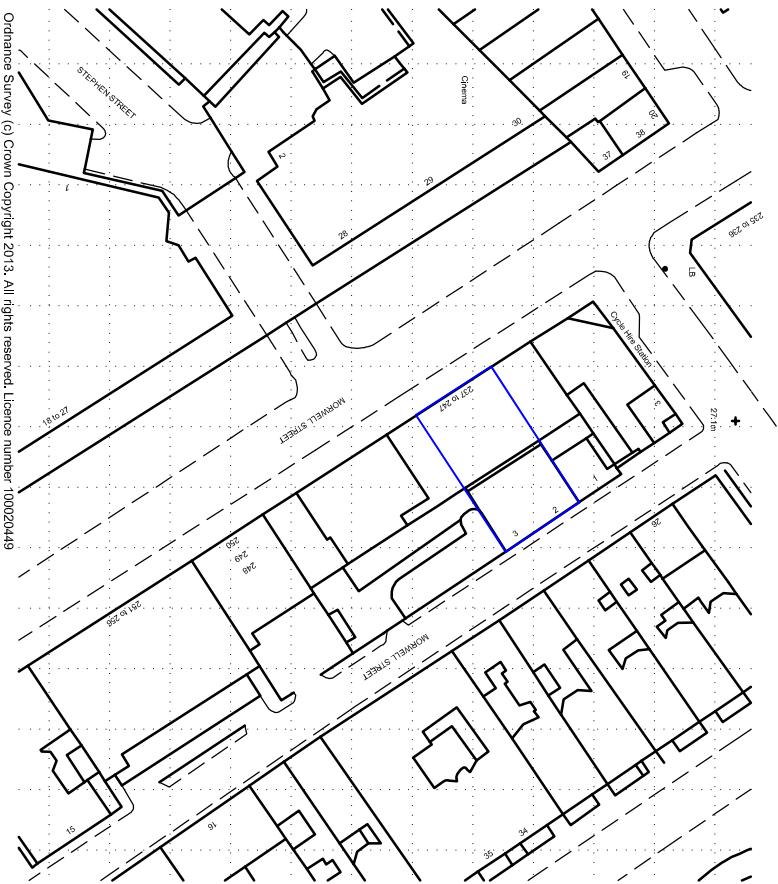 STEPHEN STREET
Cinema
19
20
38
37
30
29
28
2
1
235 to 236
LB
Cycle Hire Station
3
27.1m
18 to 27
MORWELL STREET
237 to 247
1
2
3
26
250
249
248
251 to 256
MORWELL STREET
15
16
34
35
Ordnance Survey (c) Crown Copyright 2013. All rights reserved. Licence number 100020449